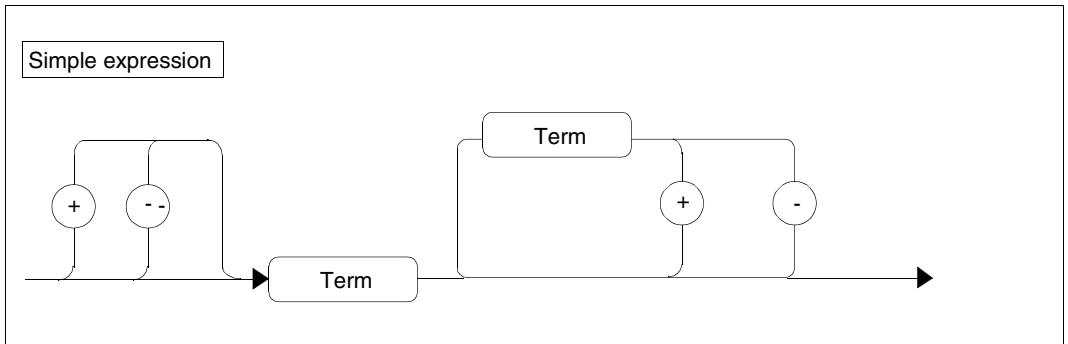 Simple expression
Term
+ - -
+ -
Term